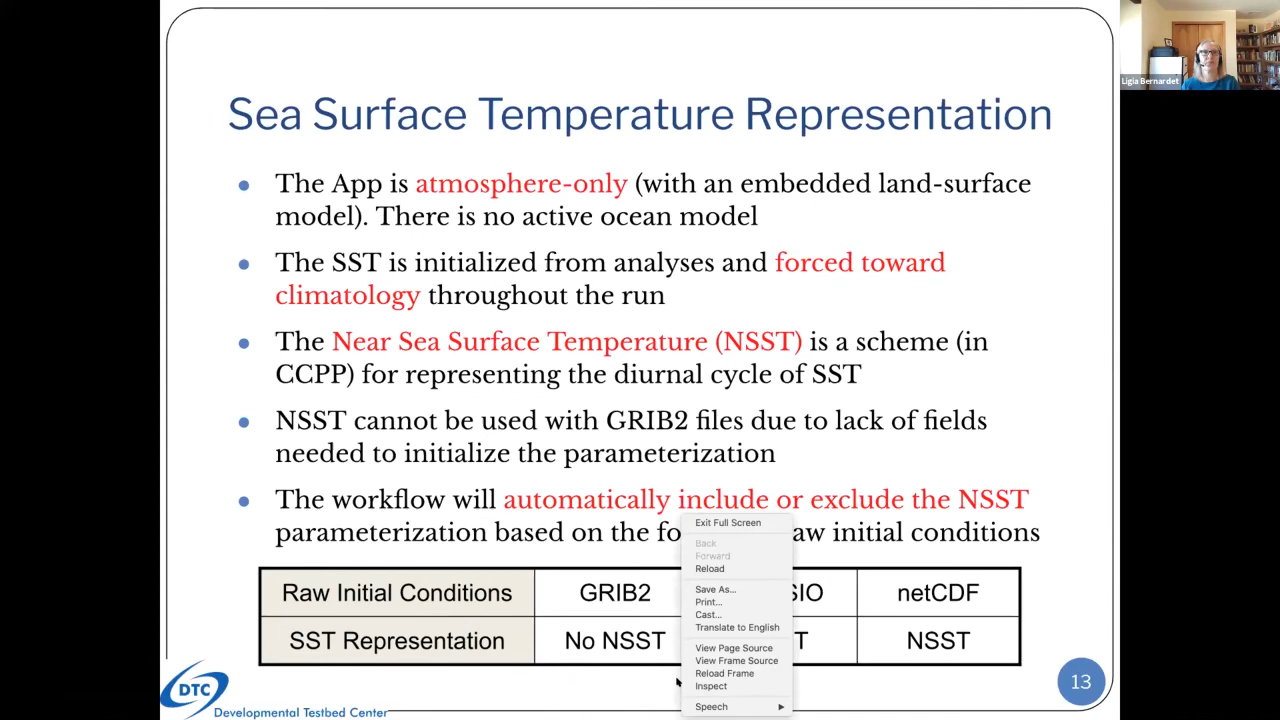 Sea Surface Temperature Representation
Ligia Bernardet
● The App is atmosphere-only (with an embedded land-surface
model). There is no active ocean model
● The SST is initialized from analyses and forced toward
climatology throughout the run
● The Near Sea Surface Temperature (NSST) is a scheme (in
CCPP) for representing the diurnal cycle of SST
● NSST cannot be used with GRIB2 files due to lack of fields
needed to initialize the parameterization
● The workflow will automatically include or exclude the NSST
parameterization based on the fo aw initial conditions
Exit Full Screen
Back
Forward
Reload
Save As...
Print...
Cast...
Translate to English
View Page Source
View Frame Source
Reload Frame
Inspect
Speech
Raw Initial Conditions GRIB2 SIO netCDF
SST Representation No NSST T NSST
DTC
Developmental Testbed Center
13